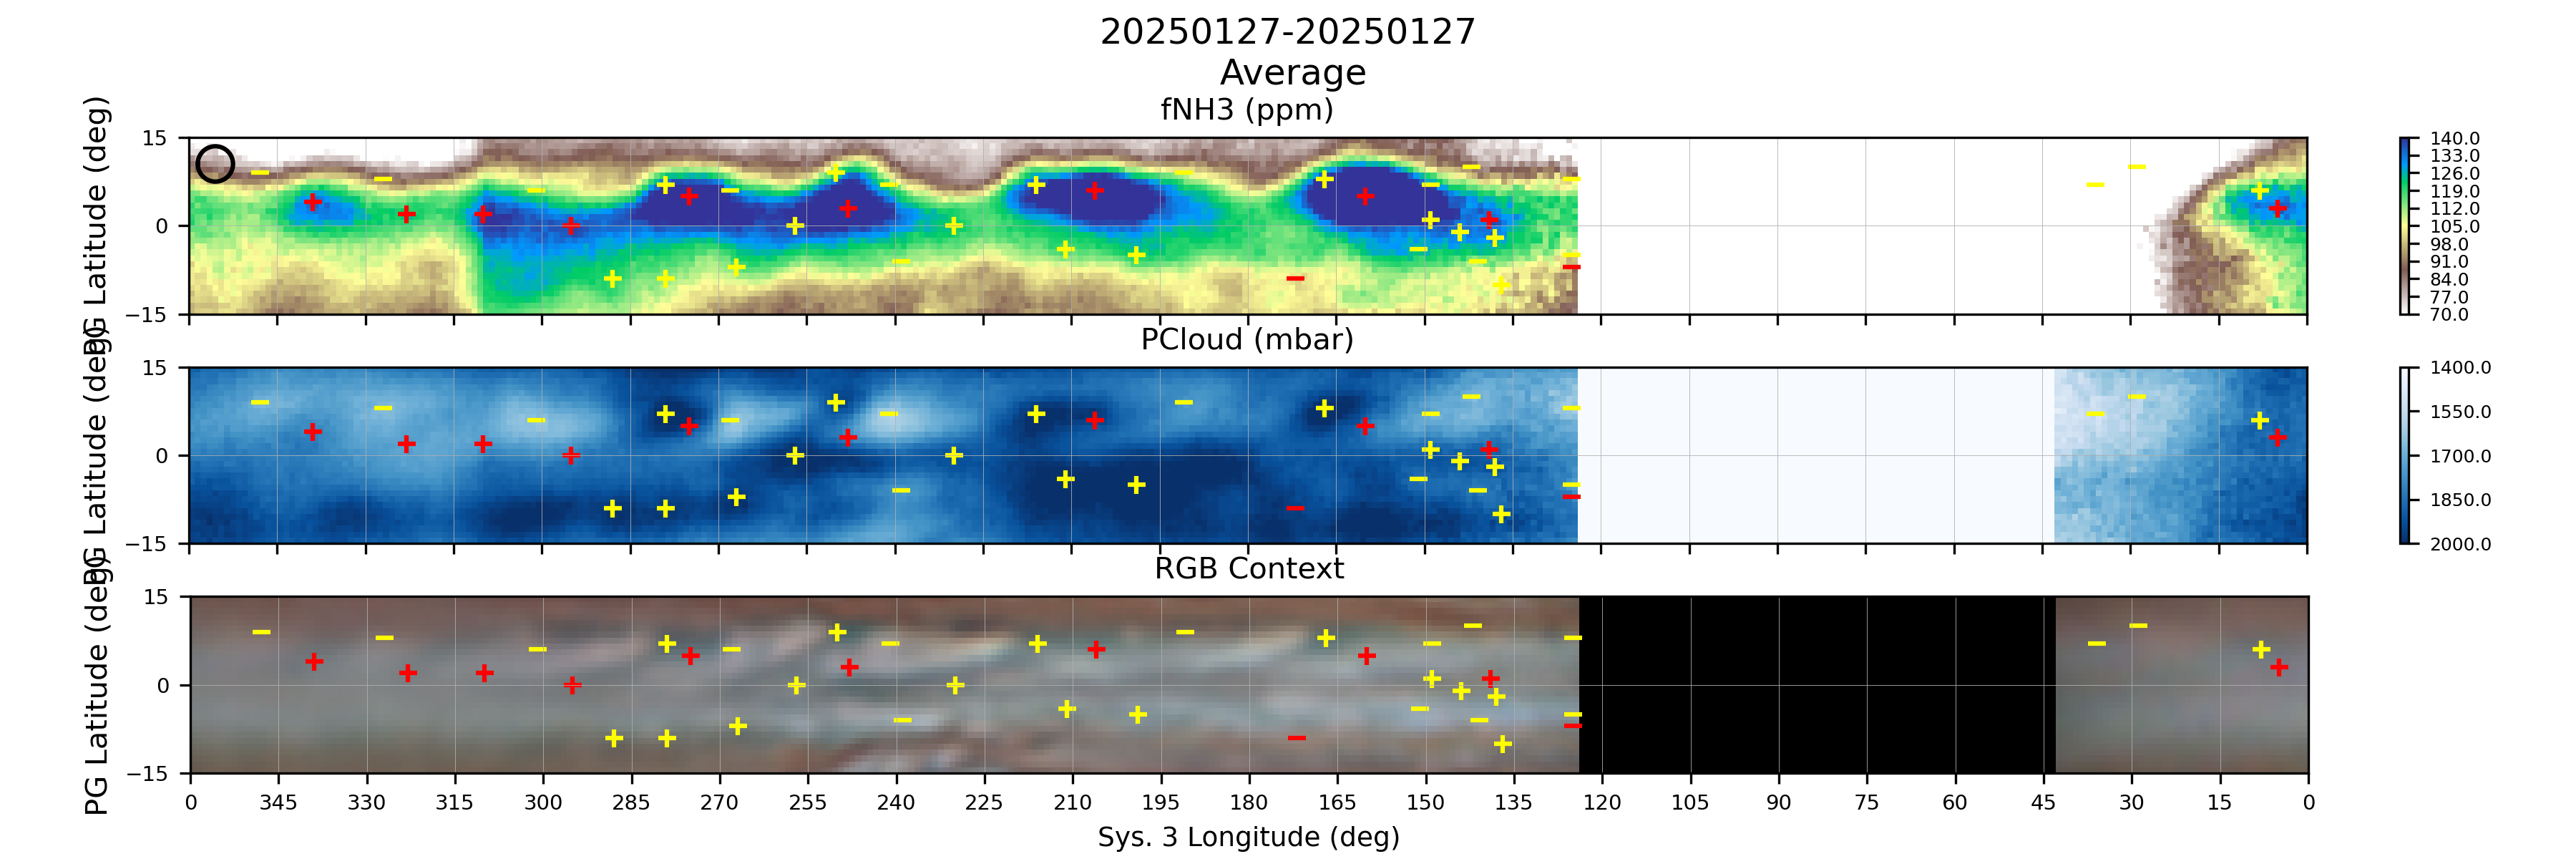 20250127-20250127
Average
fNH3 (ppm)
PG Latitude (deg)
15
0
−15
140.0
133.0
126.0
119.0
112.0
105.0
98.0
91.0
84.0
77.0
70.0
PCloud (mbar)
PG Latitude (deg)
15
0
−15
1400.0
1550.0
1700.0
1850.0
2000.0
RGB Context
PG Latitude (deg)
15
0
−15
0 345 330 315 300 285 270 255 240 225 210 195 180 165 150 135 120 105 90 75 60 45 30 15 0
Sys. 3 Longitude (deg)